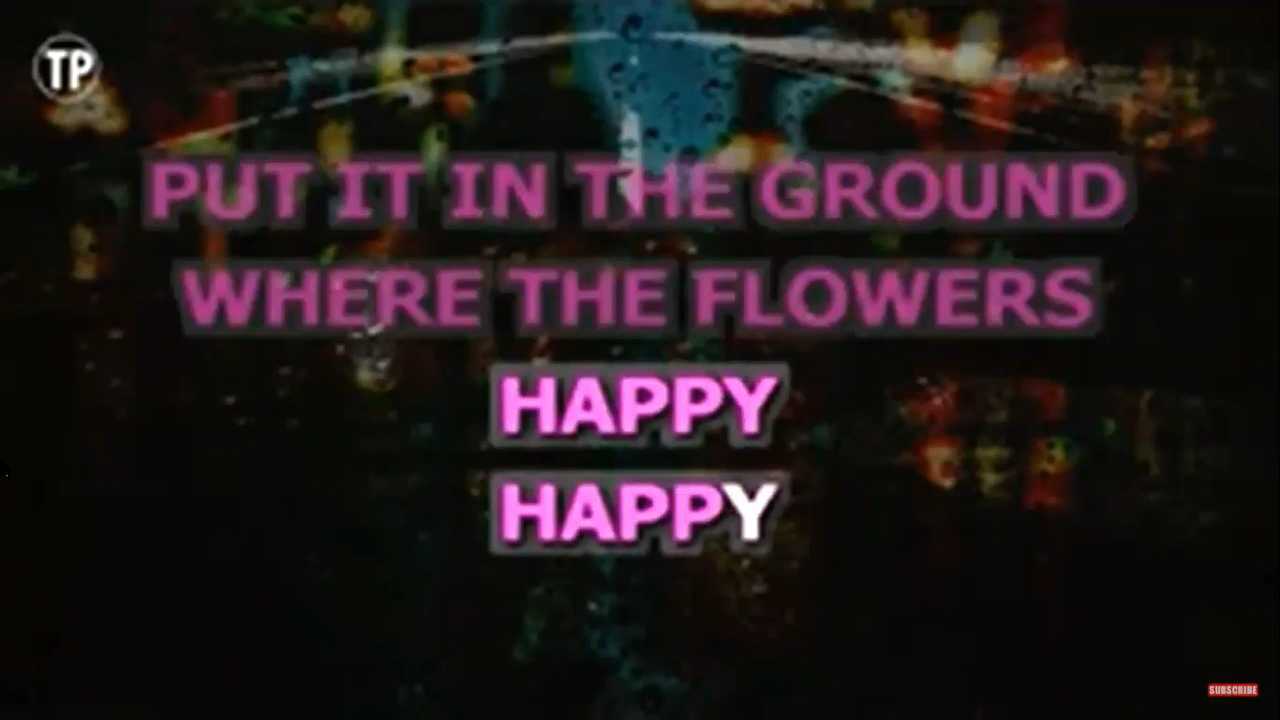 TP
PUT IT IN THE GROUND
WHERE THE FLOWERS
HAPPY
HAPPY
SUBSCRIBE